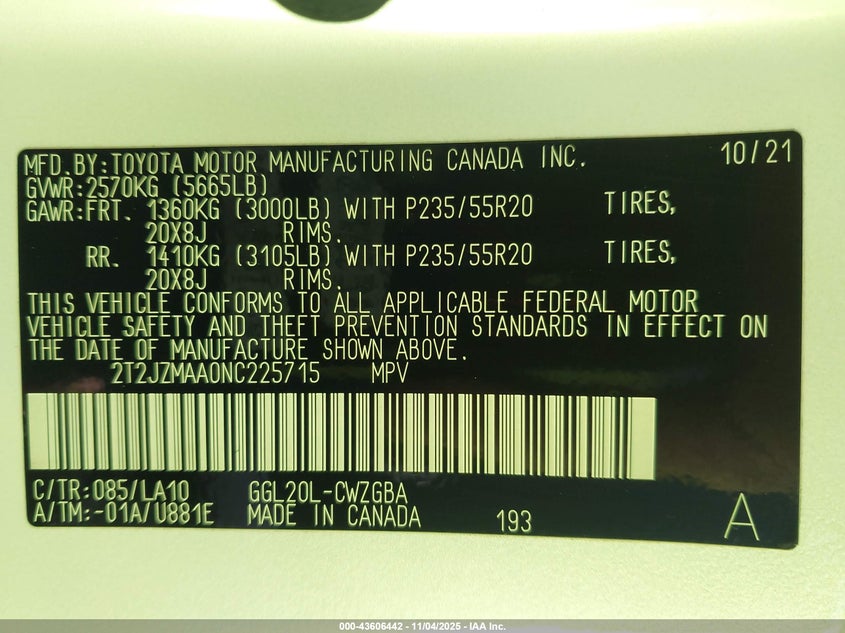 MFD.BY:TOYOTA MOTOR MANUFACTURING CANADA INC. 10/21
GVWR:2570KG (5665LB)
GAWR:FRT. 1360KG (3000LB) WITH P235/55R20 TIRES,
20X8J RIMS.
RR. 1410KG (3105LB) WITH P235/55R20 TIRES,
20X8J RIMS.
THIS VEHICLE CONFORMS TO ALL APPLICABLE FEDERAL MOTOR
VEHICLE SAFETY AND THEFT PREVENTION STANDARDS IN EFFECT ON
THE DATE OF MANUFACTURE SHOWN ABOVE.
2T2JZMAA0NC225715 MPV
C/TR:085/LA10 GGL20L-CWZGBA
A/TM:-01A/U881E MADE IN CANADA 193 A
000-43606442 - 11/04/2025 - IAA Inc.